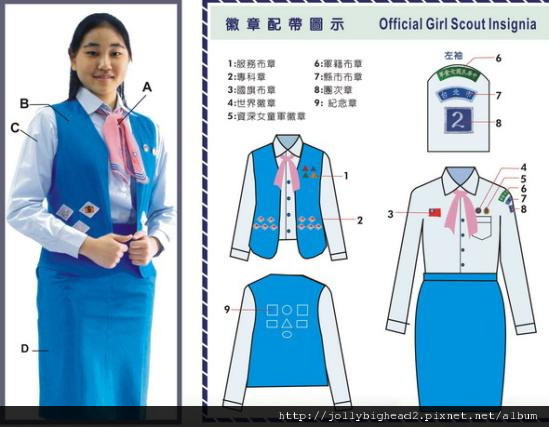 A
B
C
D
徽章配帶圖示 Official Girl Scout Insignia
1:服務布章
2:專科章
3:國旗布章
4:世界徽章
5:資深女童軍徽章
6:軍籍布章
7:縣市布章
8:團次章
9: 紀念章
左袖
6
台北市
7
2
8
1
2
9
3
4
5
6
7
8
http://jollybighead2.pixnet.net/album